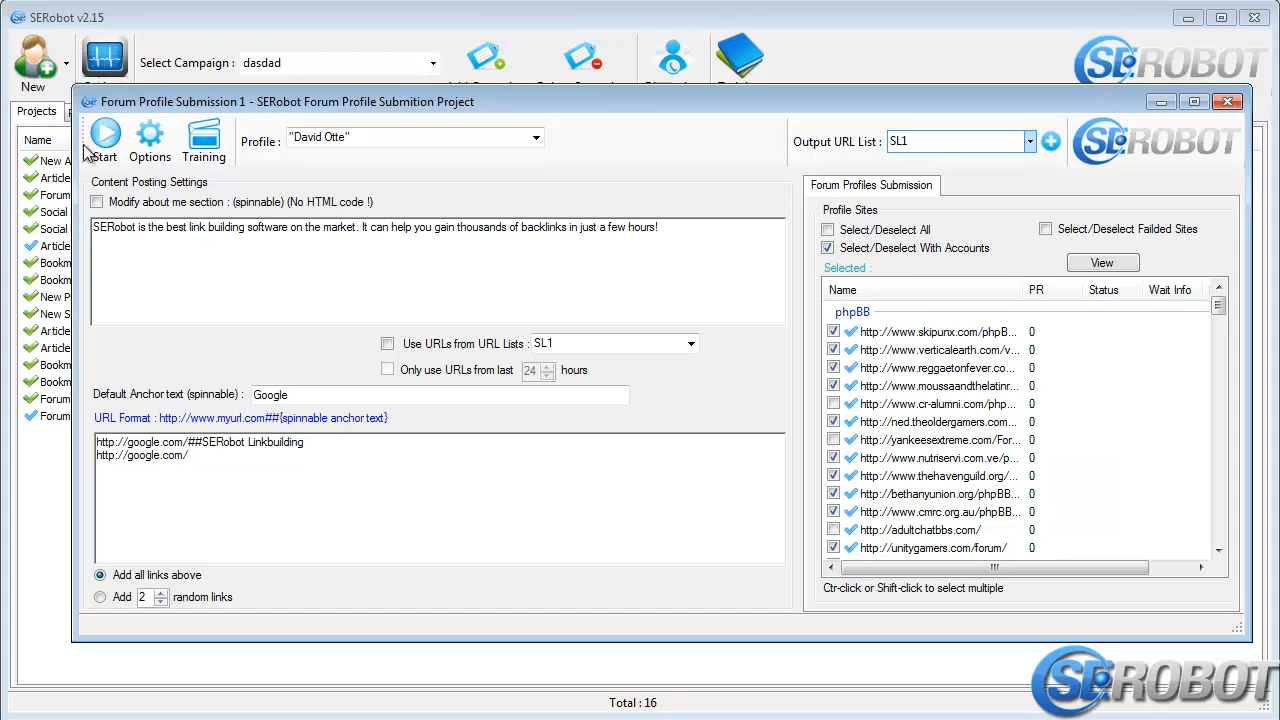 SERobot v2.15
New
Select Campaign :
dasdad
SEROBOT
Projects
Name
New A
Article
Forum
Social
Social
Article
Bookm
Bookm
New P
New S
Article
Article
Bookm
Bookm
Forum
Forum
Forum Profile Submission 1 - SERobot Forum Profile Submition Project
Start
Options
Training
Profile :
"David Otte"
Output URL List :
SL1
SEROBOT
Content Posting Settings
Modify about me section : (spinnable) (No HTML code !)
SERobot is the best link building software on the market. It can help you gain thousands of backlinks in just a few hours!
Use URLs from URL Lists :
SL1
Only use URLs from last
24
hours
Default Anchor text (spinnable) :
Google
URL Format : http://www.myurl.com##{spinnable anchor text}
http://google.com/##SERobot Linkbuilding
http://google.com/
Add all links above
Add 2 random links
Forum Profiles Submission
Profile Sites
Select/Deselect All
Select/Deselect Failded Sites
Select/Deselect With Accounts
Selected :
View
Name PR Status Wait Info
phpBB
http://www.skipunx.com/phpB... 0
http://www.verticalearth.com/v... 0
http://www.reggaetonfever.co... 0
http://www.moussaandthelatinr... 0
http://www.cr-alumni.com/php... 0
http://ned.theoldergamers.com... 0
http://yankeesextreme.com/For... 0
http://www.nutriservi.com.ve/p... 0
http://www.thehavenguild.org/... 0
http://bethanyunion.org/phpBB... 0
http://www.cmrc.org.au/phpBB... 0
http://adultchatbbs.com/ 0
http://unitygamers.com/forum/ 0
Ctr-click or Shift-click to select multiple
SEROBOT
Total : 16